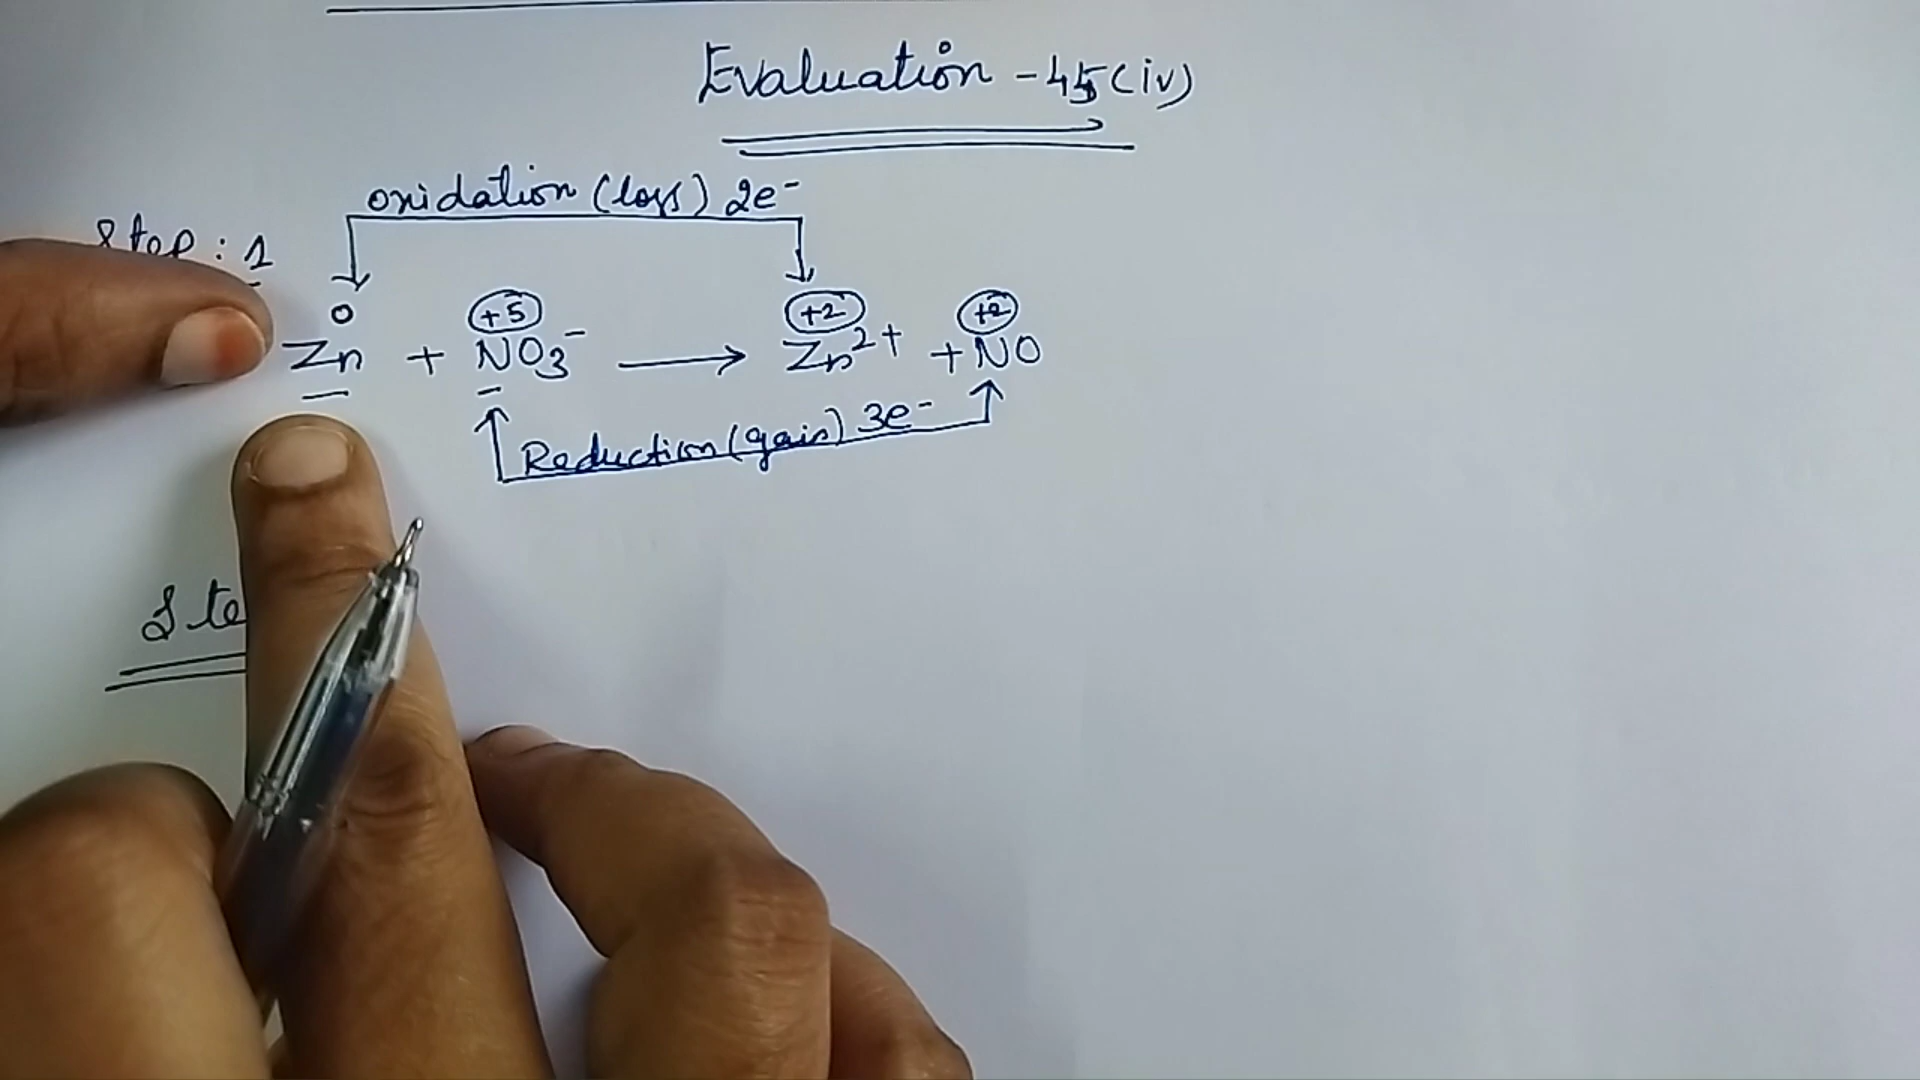 Evaluation - 45(iv)
oxidation (loss) 2e⁻
Step : 1
0 +5 +2 +2
Zn + NO₃⁻ ⟶ Zn²⁺ + NO
Reduction (gain) 3e⁻
Ste